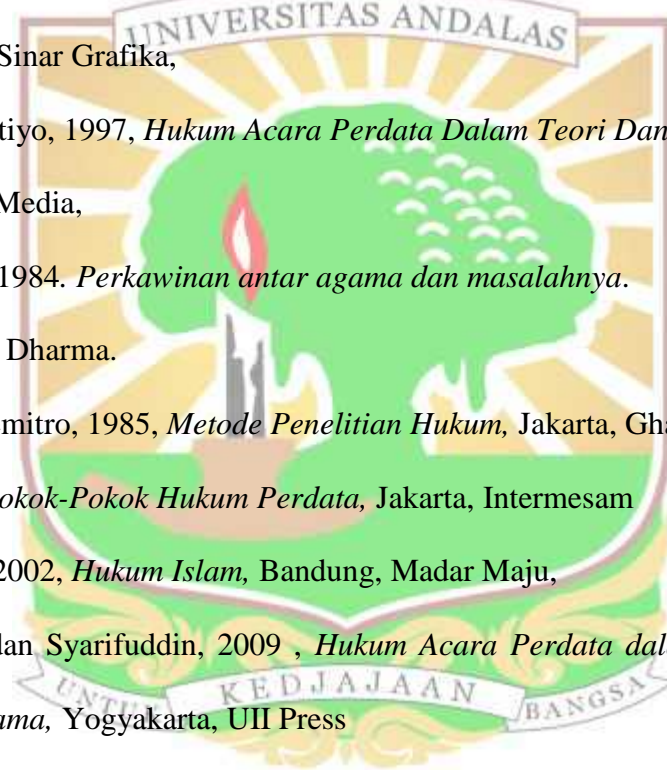 UNIVERSITAS ANDALAS
Sinar Grafika,
tiyo, 1997, Hukum Acara Perdata Dalam Teori Dan
Media,
1984. Perkawinan antar agama dan masalahnya.
Dharma.
mitro, 1985, Metode Penelitian Hukum, Jakarta, Gha
okok-Pokok Hukum Perdata, Jakarta, Intermesam
2002, Hukum Islam, Bandung, Madar Maju,
dan Syarifuddin, 2009 , Hukum Acara Perdata dal
UNTUK KEDJAJAAN BANGSA
ama, Yogyakarta, UII Press